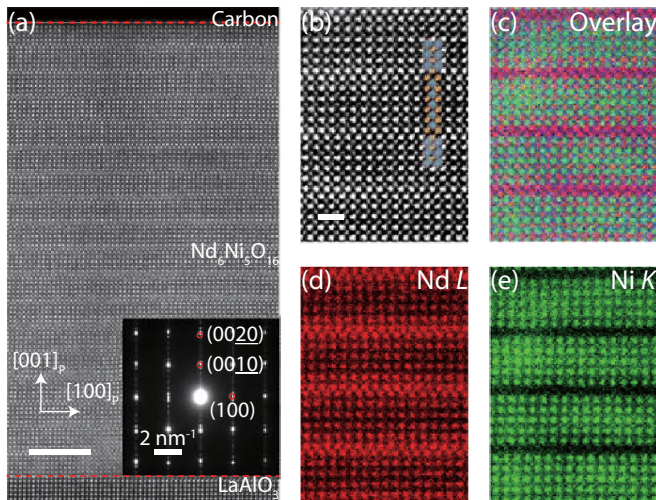 (a)
Carbon
Nd₆Ni₅O₁₆
[001]ₚ
[100]ₚ
(0020)
(0010)
(100)
2 nm⁻¹
LaAlO₃
(b)
(c) Overlay
(d) Nd L
(e) Ni K